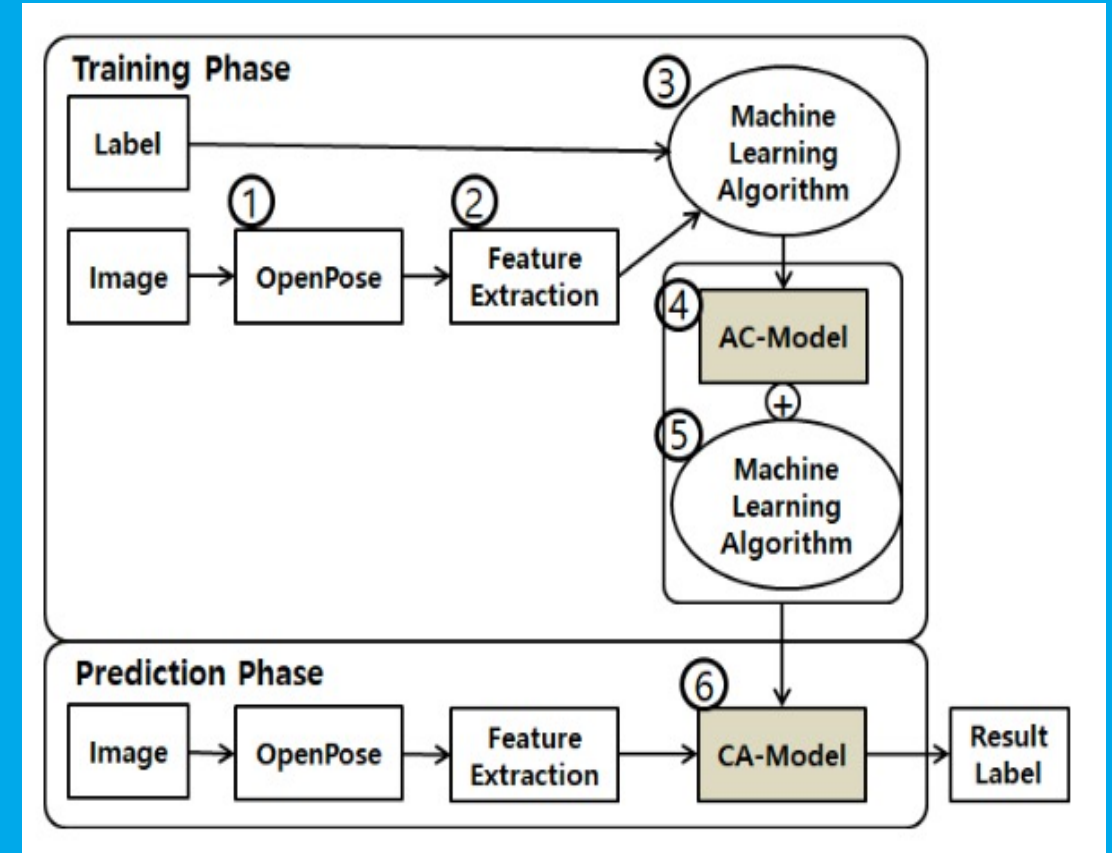 Training Phase
Label
3
Machine
Learning
Algorithm
1
2
Image
OpenPose
Feature
Extraction
4
AC-Model
+
5
Machine
Learning
Algorithm
Prediction Phase
6
Image
OpenPose
Feature
Extraction
CA-Model
Result
Label